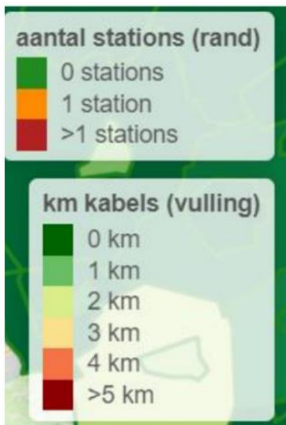 aantal stations (rand)
0 stations
1 station
>1 stations
km kabels (vulling)
0 km
1 km
2 km
3 km
4 km
>5 km